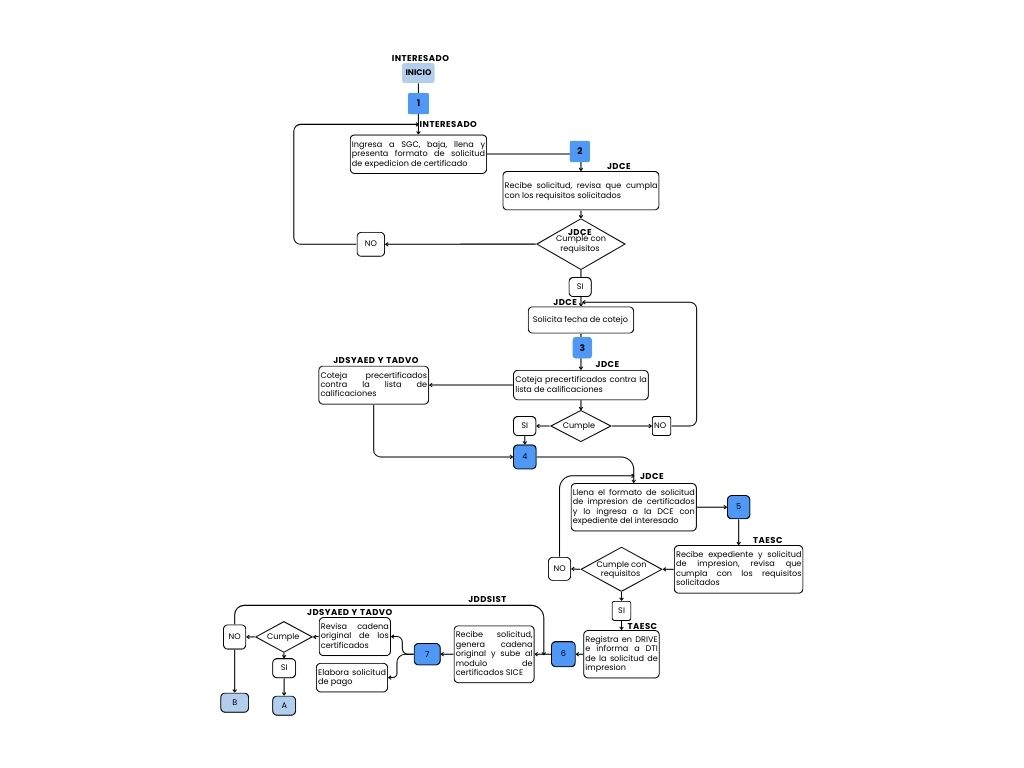 INTERESADO
INICIO
1
INTERESADO
Ingresa a SGC, baja, llena y
presenta formato de solicitud
de expedicion de certificado
2
JDCE
Recibe solicitud, revisa que cumpla
con los requisitos solicitados
JDCE
Cumple con
requisitos
NO
SI
JDCE
Solicita fecha de cotejo
3
JDCE
JDSYAED Y TADVO
Coteja precertificados
contra la lista de
calificaciones
Coteja precertificados contra la
lista de calificaciones
SI
Cumple
NO
4
JDCE
Llena el formato de solicitud
de impresion de certificados
y lo ingresa a la DCE con
expediente del interesado
5
TAESC
Recibe expediente y solicitud
de impresion, revisa que
cumpla con los requisitos
solicitados
Cumple con
requisitos
NO
SI
TAESC
Registra en DRIVE
e informa a DTI
de la solicitud de
impresion
6
JDDSIST
Recibe solicitud,
genera cadena
original y sube al
modulo de
certificados SICE
7
JDSYAED Y TADVO
Revisa cadena
original de los
certificados
Elabora solicitud
de pago
Cumple
NO
SI
B
A